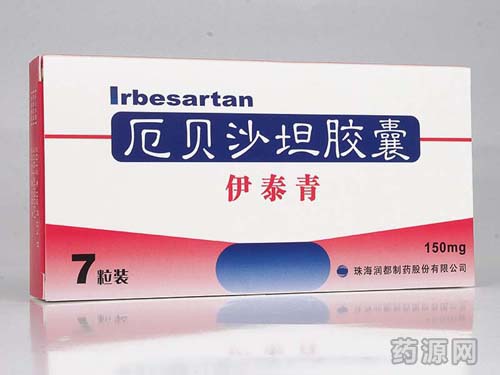 Irbesartan
厄贝沙坦胶囊
伊泰青
150mg
7粒装
珠海润都制药股份有限公司
药源网